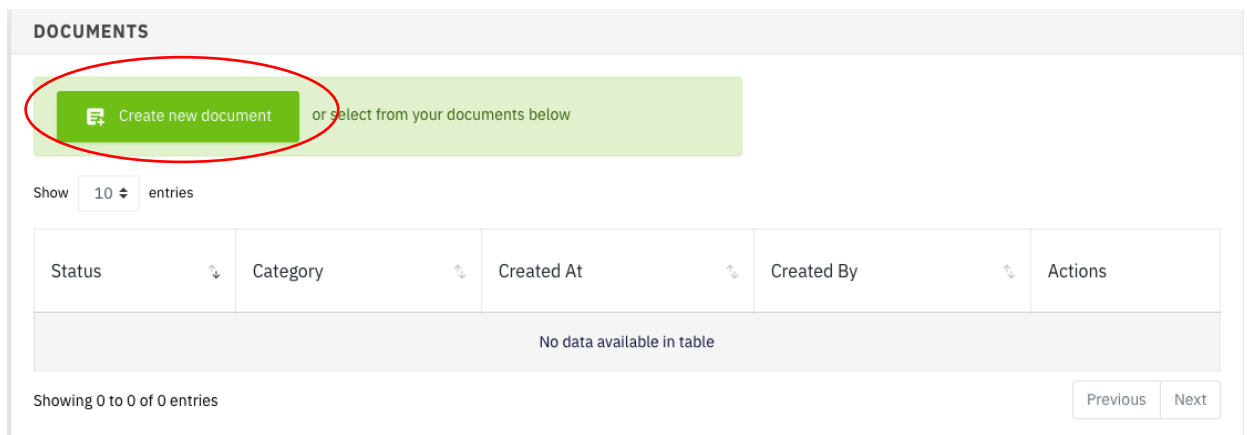 DOCUMENTS
Create new document or select from your documents below
Show 10 entries
Status Category Created At Created By Actions
No data available in table
Showing 0 to 0 of 0 entries Previous Next